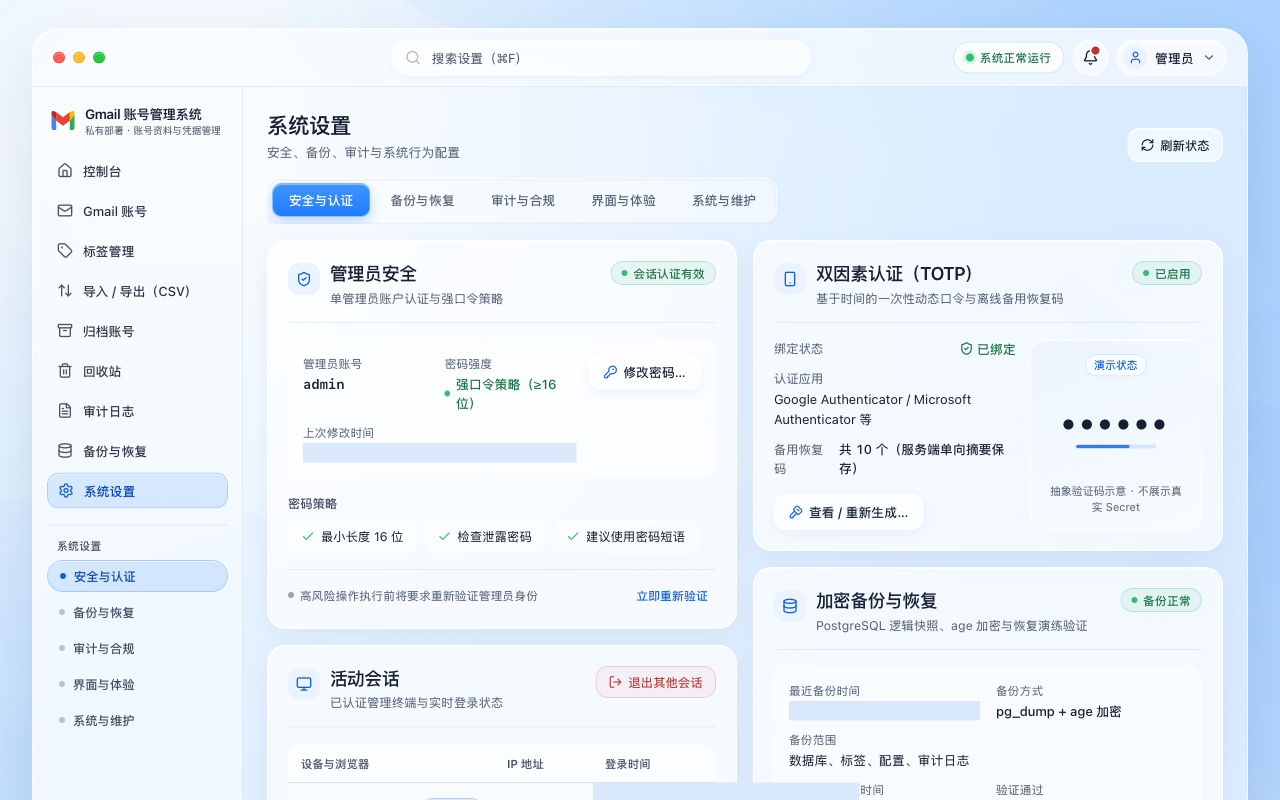 搜索设置（⌘F）
系统正常运行
管理员
Gmail 账号管理系统
私有部署 · 账号资料与凭据管理
控制台
Gmail 账号
标签管理
导入 / 导出（CSV）
归档账号
回收站
审计日志
备份与恢复
系统设置
系统设置
安全与认证
备份与恢复
审计与合规
界面与体验
系统与维护
系统设置
安全、备份、审计与系统行为配置
刷新状态
安全与认证
备份与恢复
审计与合规
界面与体验
系统与维护
管理员安全
会话认证有效
单管理员账户认证与强口令策略
管理员账号
admin
密码强度
强口令策略（≥16
位）
修改密码...
上次修改时间
密码策略
最小长度 16 位
检查泄露密码
建议使用密码短语
高风险操作执行前将要求重新验证管理员身份
立即重新验证
活动会话
已认证管理终端与实时登录状态
退出其他会话
设备与浏览器
IP 地址
登录时间
双因素认证（TOTP）
已启用
基于时间的一次性动态口令与离线备用恢复码
绑定状态
已绑定
认证应用
Google Authenticator / Microsoft
Authenticator 等
备用恢复
码
共 10 个（服务端单向摘要保
存）
查看 / 重新生成...
演示状态
抽象验证码示意 · 不展示真
实 Secret
加密备份与恢复
备份正常
PostgreSQL 逻辑快照、age 加密与恢复演练验证
最近备份时间
备份方式
pg_dump + age 加密
备份范围
数据库、标签、配置、审计日志
时间
验证通过